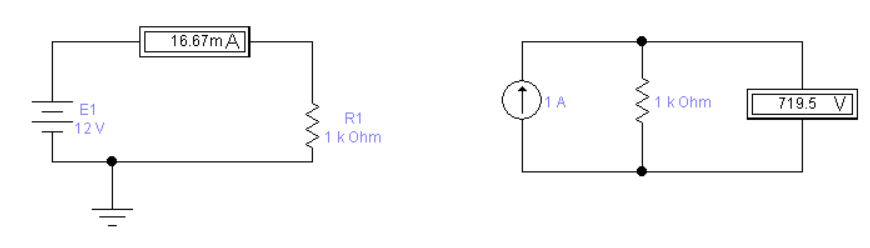 16.67m A
E1
12 V
R1
1 k Ohm
1 A
1 k Ohm
719.5 V